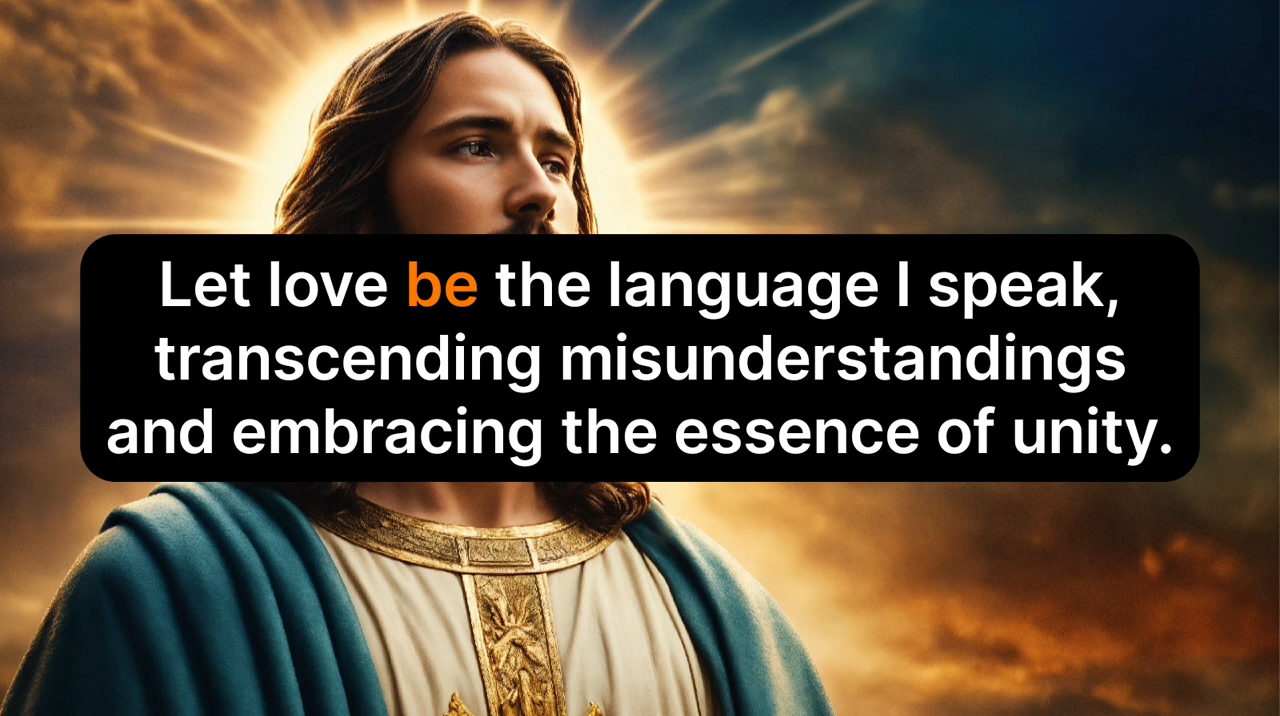 Let love be the language I speak,
transcending misunderstandings
and embracing the essence of unity.